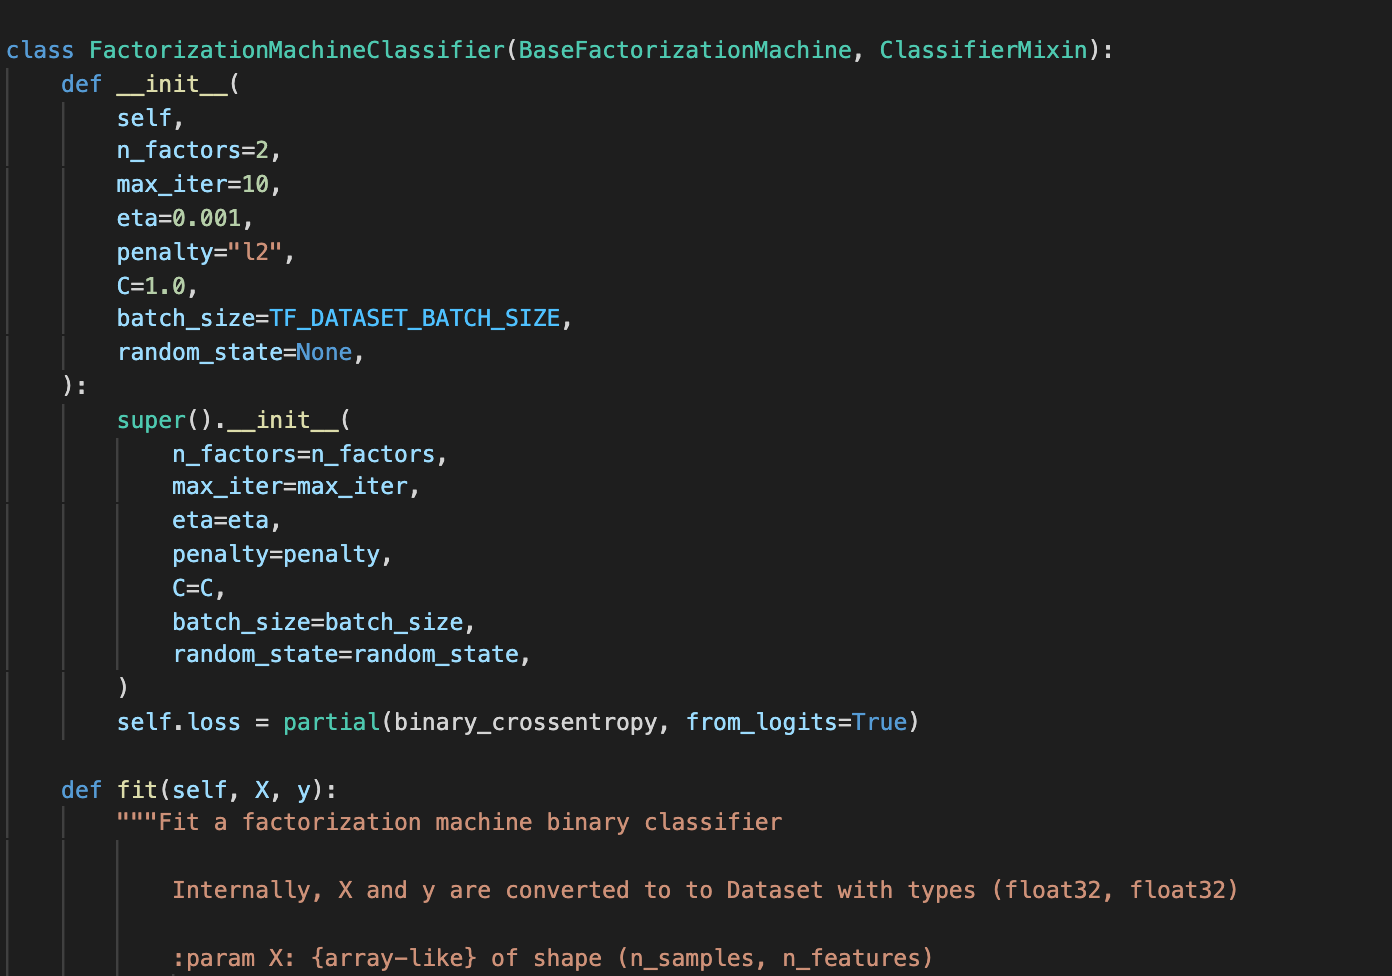 class FactorizationMachineClassifier(BaseFactorizationMachine, ClassifierMixin):
    def __init__(
        self,
        n_factors=2,
        max_iter=10,
        eta=0.001,
        penalty="l2",
        C=1.0,
        batch_size=TF_DATASET_BATCH_SIZE,
        random_state=None,
    ):
        super().__init__(
            n_factors=n_factors,
            max_iter=max_iter,
            eta=eta,
            penalty=penalty,
            C=C,
            batch_size=batch_size,
            random_state=random_state,
        )
        self.loss = partial(binary_crossentropy, from_logits=True)

    def fit(self, X, y):
        """Fit a factorization machine binary classifier

            Internally, X and y are converted to to Dataset with types (float32, float32)

            :param X: {array-like} of shape (n_samples, n_features)